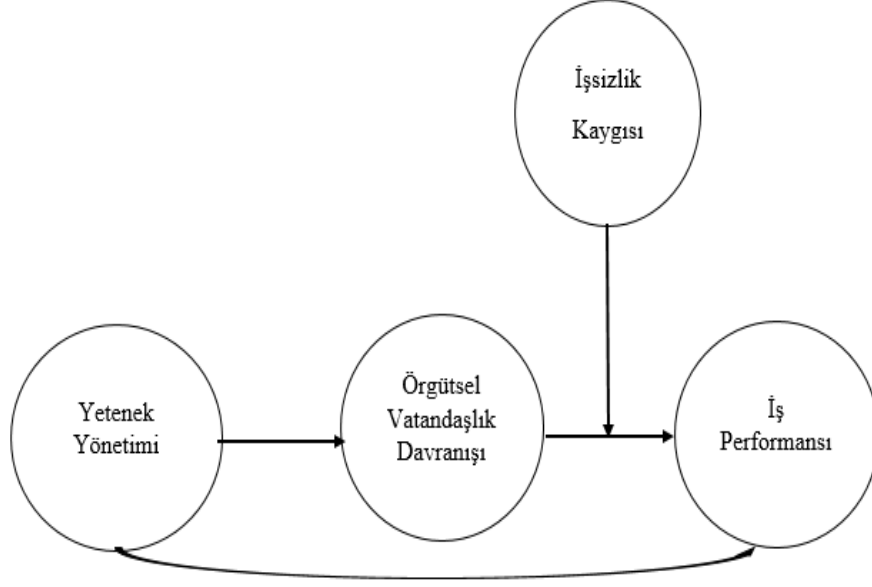 İşsizlik
Kaygısı
Yetenek
Yönetimi
Örgütsel
Vatandaşlık
Davranışı
İş
Performansı